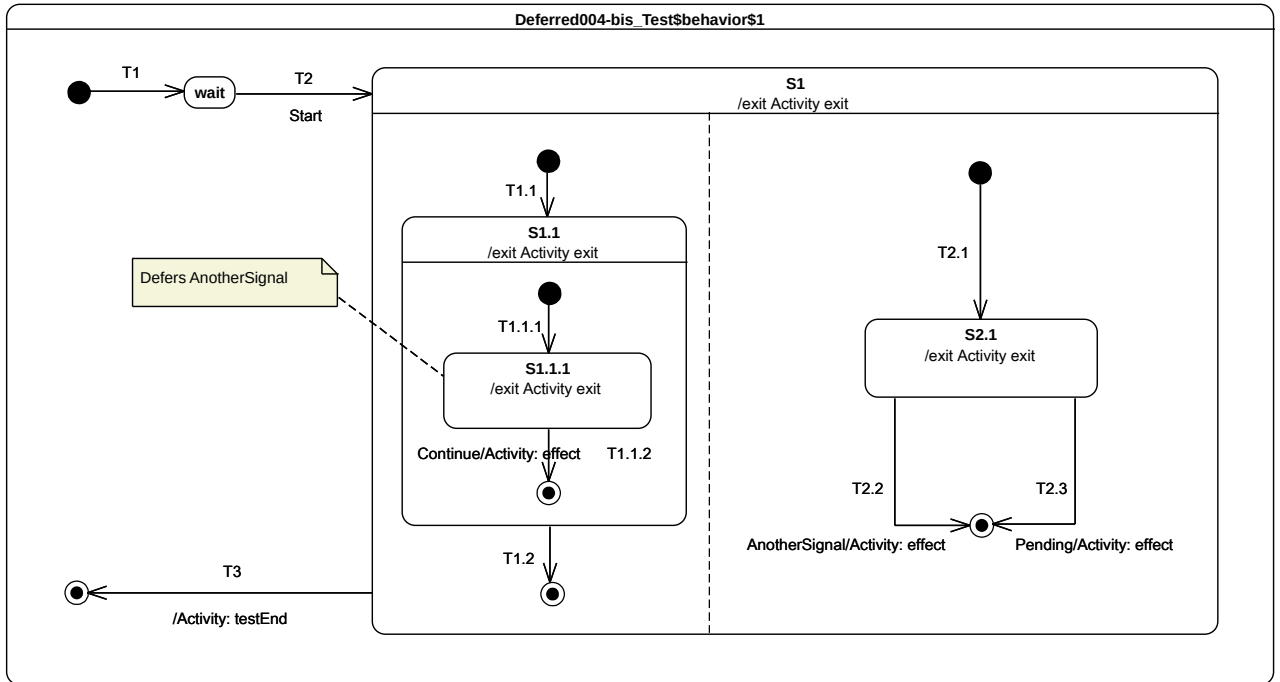 Deferred004-bis_Test$behavior$1
T1
wait
T2
Start
S1
/exit Activity exit
T1.1
S1.1
/exit Activity exit
Defers AnotherSignal
T1.1.1
S1.1.1
/exit Activity exit
Continue/Activity: effect
T1.1.2
T1.2
T2.1
S2.1
/exit Activity exit
T2.2
T2.3
AnotherSignal/Activity: effect
Pending/Activity: effect
T3
/Activity: testEnd